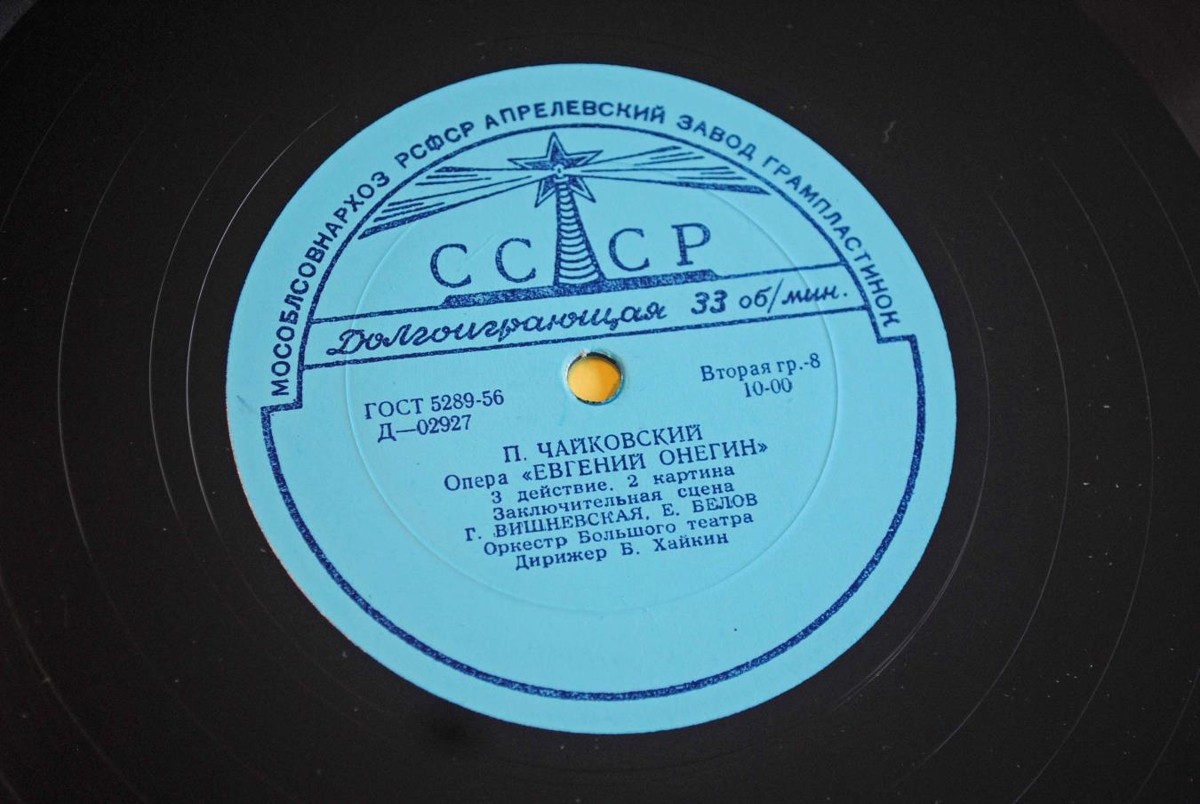 МОСОБЛСОВНАРХОЗ РСФСР АПРЕЛЕВСКИЙ ЗАВОД ГРАМПЛАСТИНОК
СССР
Долгоиграющая 33 об/мин.
ГОСТ 5289-56
Д—02927
Вторая гр.-8
10-00
П. ЧАЙКОВСКИЙ
Опера «ЕВГЕНИЙ ОНЕГИН»
3 действие. 2 картина
Заключительная сцена
Г. ВИШНЕВСКАЯ, Е. БЕЛОВ
Оркестр Большого театра
Дирижер Б. Хайкин